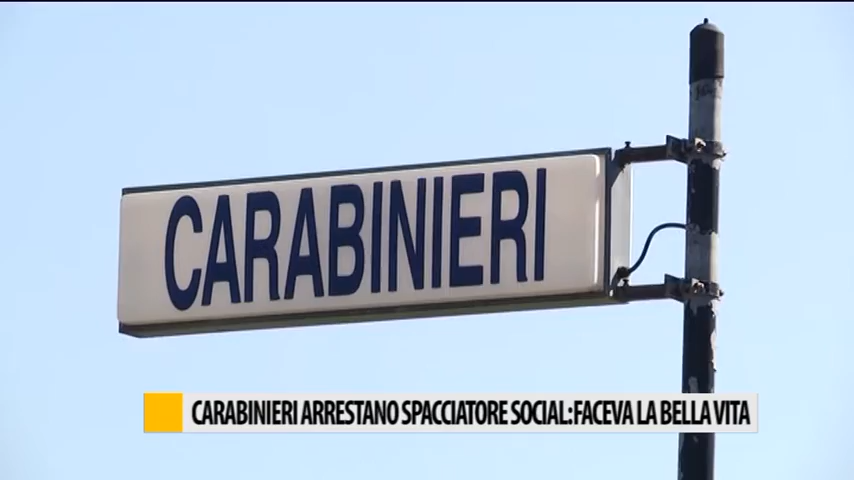 CARABINIERI
CARABINIERI ARRESTANO SPACCIATORE SOCIAL:FACEVA LA BELLA VITA